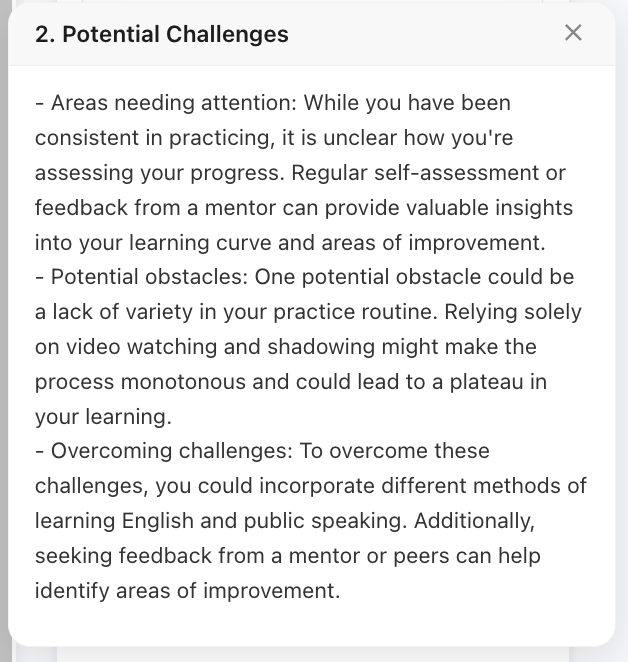 2. Potential Challenges
- Areas needing attention: While you have been
consistent in practicing, it is unclear how you're
assessing your progress. Regular self-assessment or
feedback from a mentor can provide valuable insights
into your learning curve and areas of improvement.
- Potential obstacles: One potential obstacle could be
a lack of variety in your practice routine. Relying solely
on video watching and shadowing might make the
process monotonous and could lead to a plateau in
your learning.
- Overcoming challenges: To overcome these
challenges, you could incorporate different methods of
learning English and public speaking. Additionally,
seeking feedback from a mentor or peers can help
identify areas of improvement.